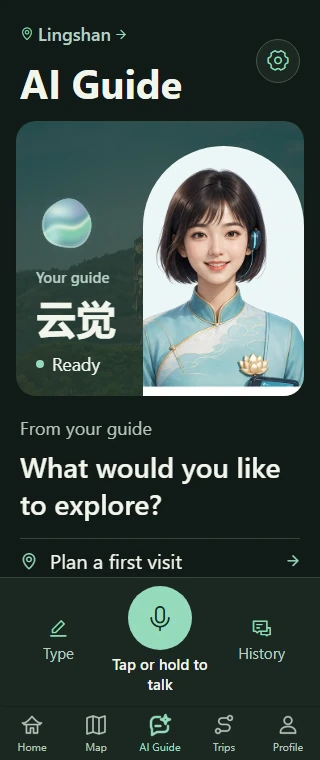 Lingshan
AI Guide
Your guide
云觉
Ready
From your guide
What would you like
to explore?
Plan a first visit
Type
Tap or hold to
talk
History
Home
Map
AI Guide
Trips
Profile